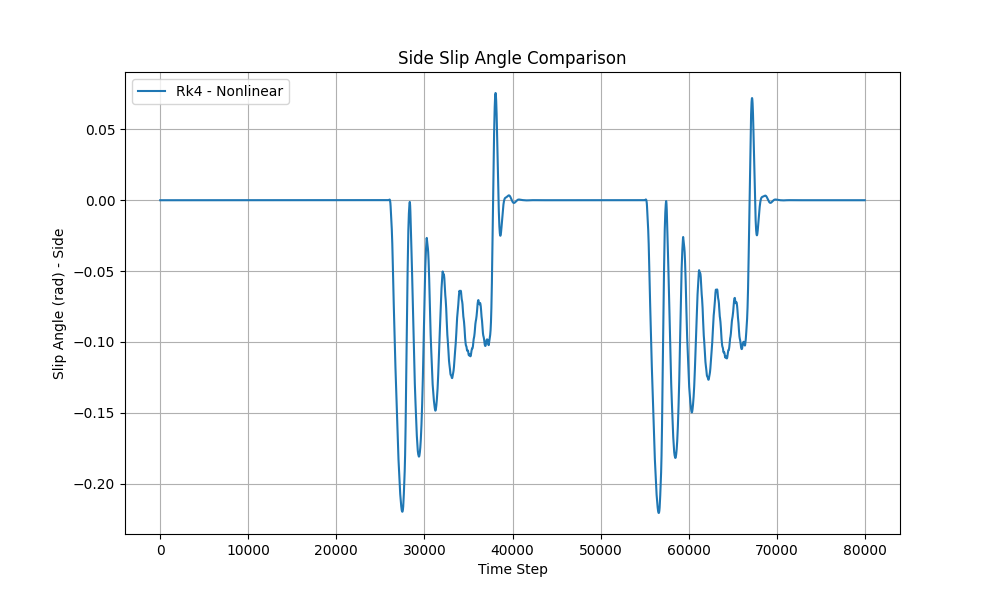 Side Slip Angle Comparison
Rk4 - Nonlinear
Slip Angle (rad) - Side
0.05
0.00
−0.05
−0.10
−0.15
−0.20
0 10000 20000 30000 40000 50000 60000 70000 80000
Time Step